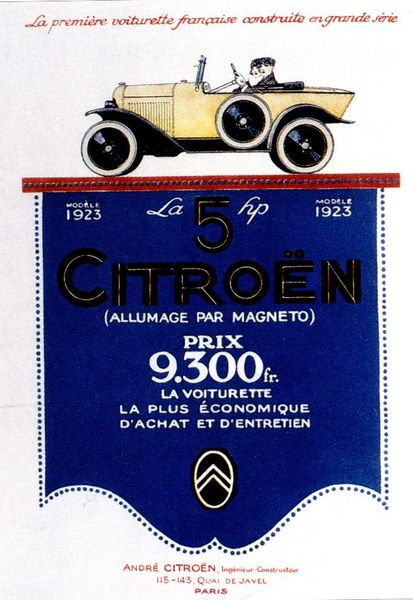 La première voiturette française construite en grande série
MODÈLE 1923
La 5 hp
MODÈLE 1923
CITROËN
(ALLUMAGE PAR MAGNETO)
PRIX
9.300 fr.
LA VOITURETTE
LA PLUS ÉCONOMIQUE
D'ACHAT ET D'ENTRETIEN
ANDRÉ CITROËN, Ingénieur-Constructeur
115-143, QUAI DE JAVEL
PARIS